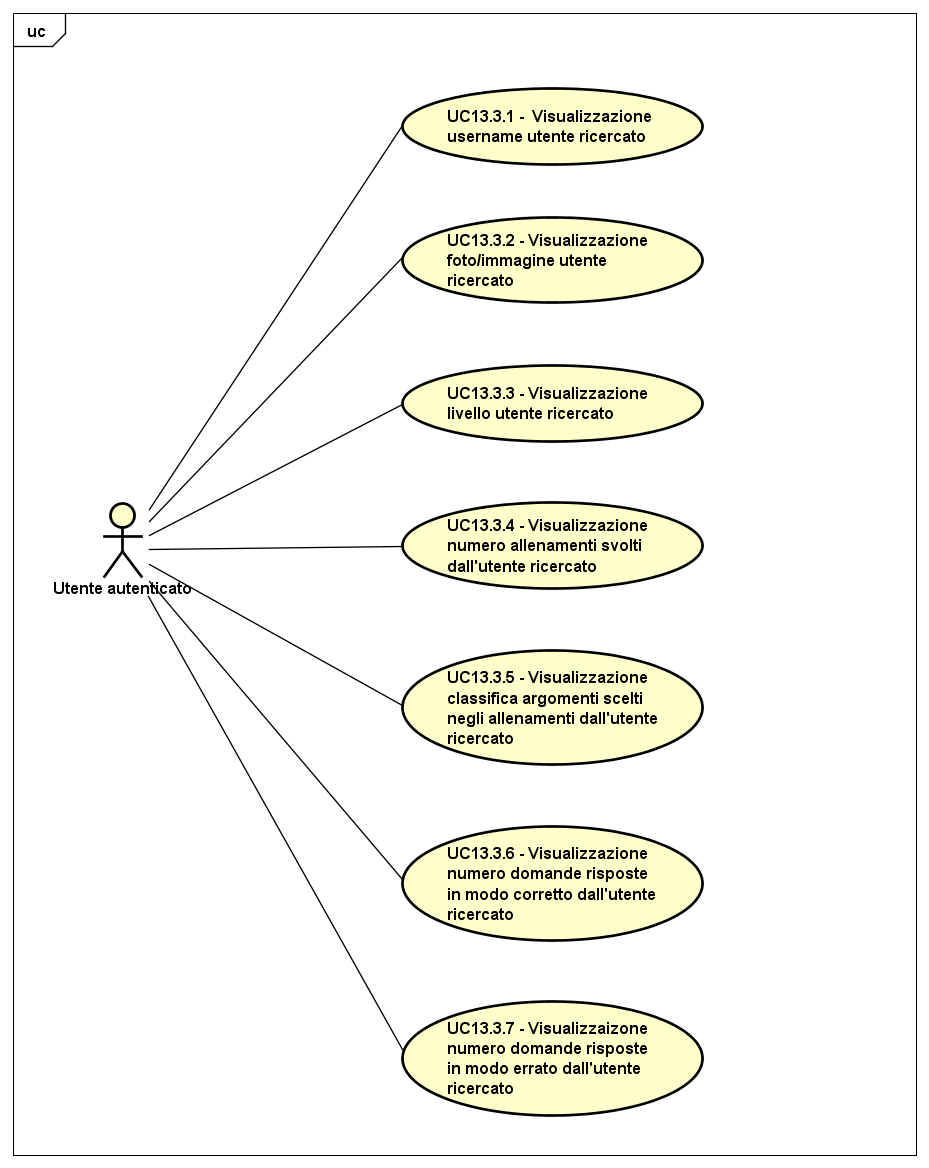 uc
UC13.3.1 -  Visualizzazione
username utente ricercato
UC13.3.2 - Visualizzazione
foto/immagine utente
ricercato
UC13.3.3 - Visualizzazione
livello utente ricercato
UC13.3.4 - Visualizzazione
numero allenamenti svolti
dall'utente ricercato
Utente autenticato
UC13.3.5 - Visualizzazione
classifica argomenti scelti
negli allenamenti dall'utente
ricercato
UC13.3.6 - Visualizzazione
numero domande risposte
in modo corretto dall'utente
ricercato
UC13.3.7 - Visualizzaizone
numero domande risposte
in modo errato dall'utente
ricercato